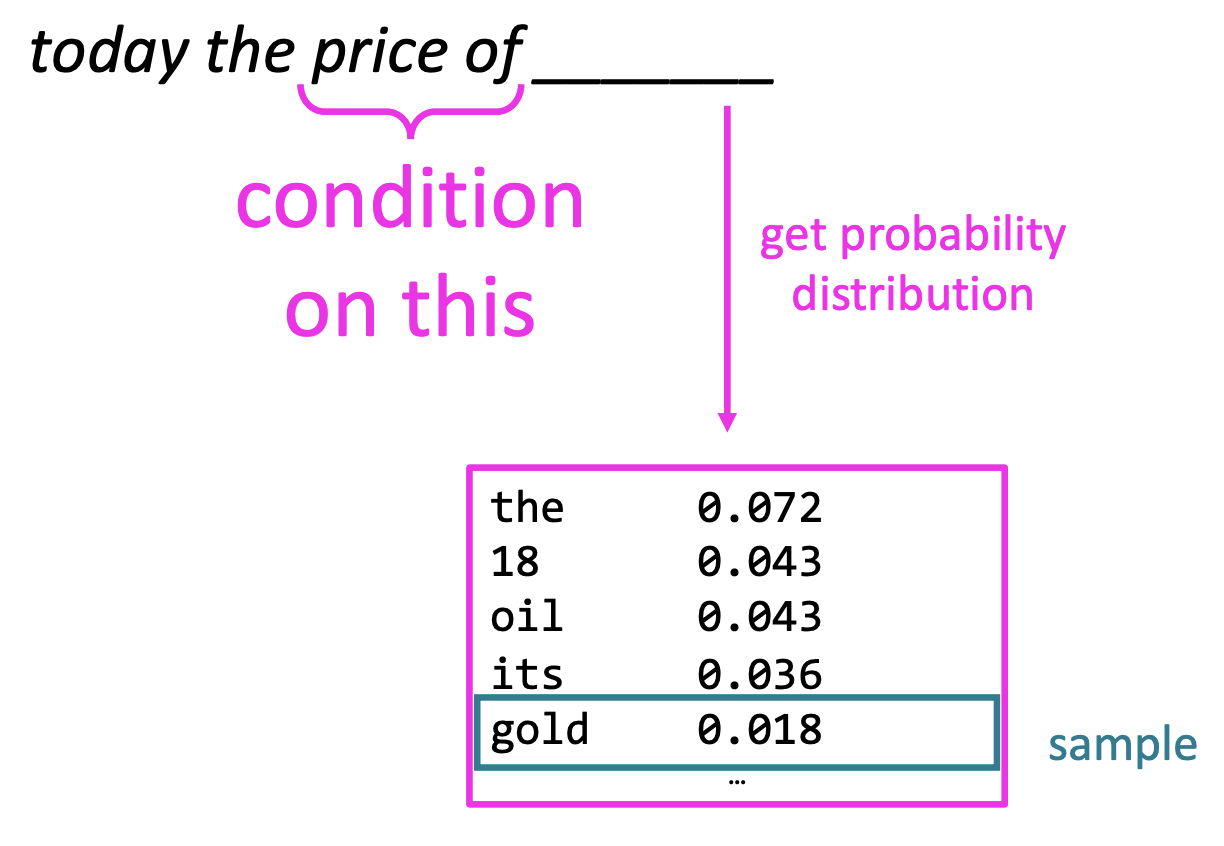 today the price of _______
condition
on this
get probability
distribution
the 0.072
18 0.043
oil 0.043
its 0.036
gold 0.018
sample
…